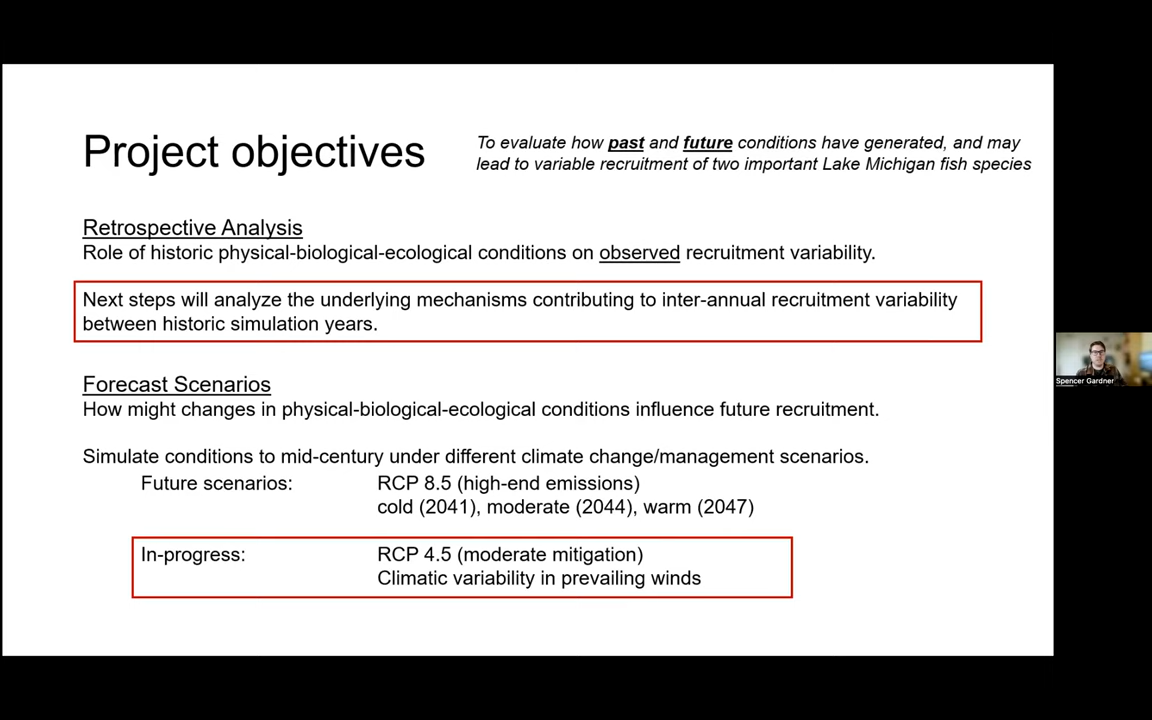 Project objectives
To evaluate how past and future conditions have generated, and may
lead to variable recruitment of two important Lake Michigan fish species
Retrospective Analysis
Role of historic physical-biological-ecological conditions on observed recruitment variability.
Next steps will analyze the underlying mechanisms contributing to inter-annual recruitment variability
between historic simulation years.
Forecast Scenarios
How might changes in physical-biological-ecological conditions influence future recruitment.
Simulate conditions to mid-century under different climate change/management scenarios.
Future scenarios: RCP 8.5 (high-end emissions)
cold (2041), moderate (2044), warm (2047)
In-progress: RCP 4.5 (moderate mitigation)
Climatic variability in prevailing winds
Spencer Gardner